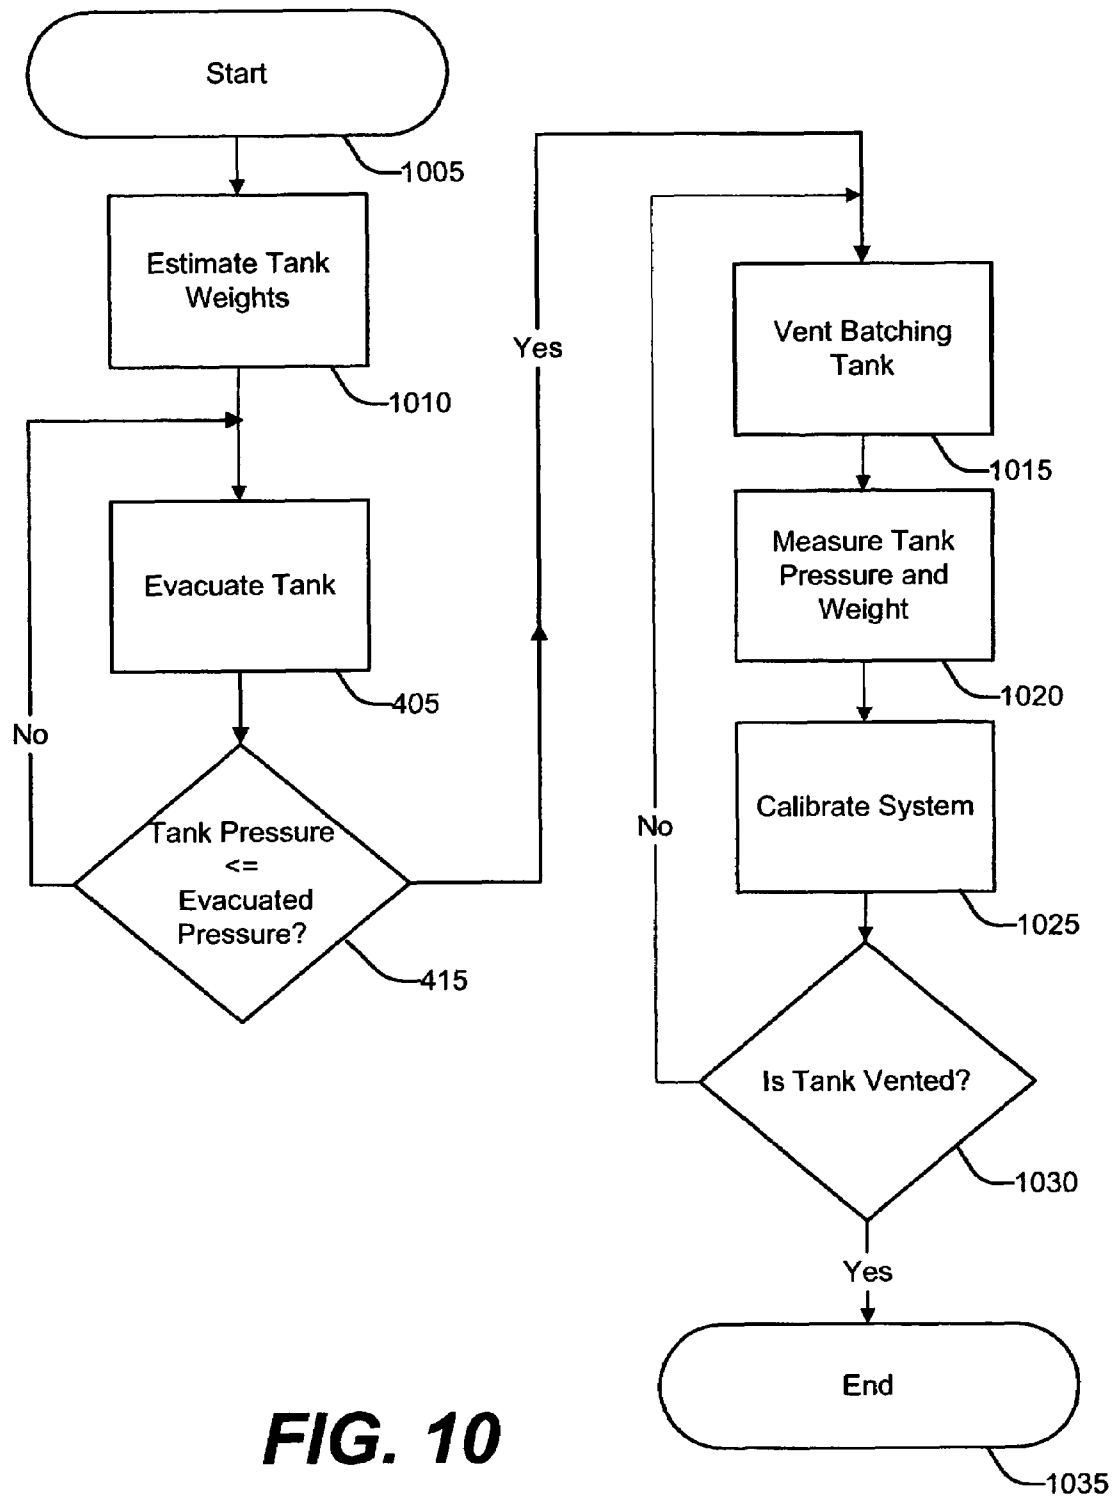 Start
1005
Estimate Tank
Weights
1010
Evacuate Tank
405
No
Tank Pressure
<=
Evacuated
Pressure?
415
Yes
Vent Batching
Tank
1015
Measure Tank
Pressure and
Weight
1020
Calibrate System
1025
No
Is Tank Vented?
1030
Yes
End
1035
FIG. 10